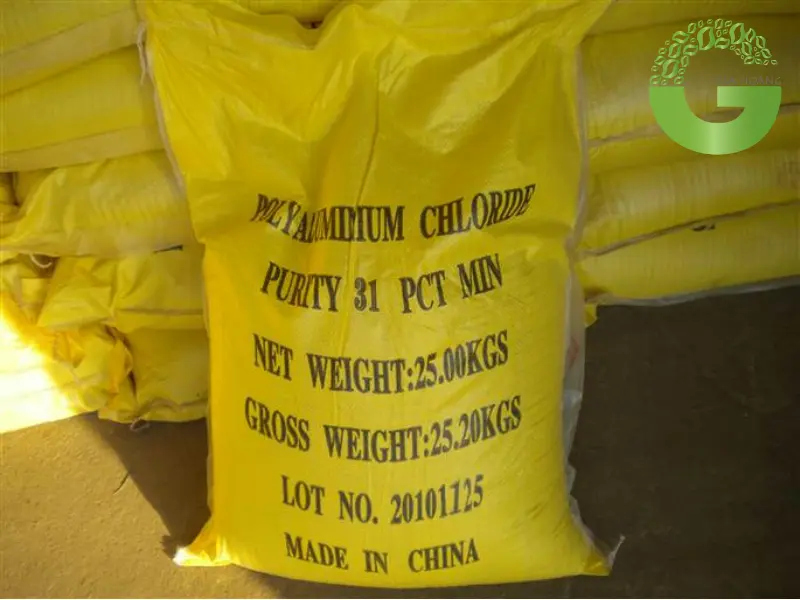 POLYALUMINIUM CHLORIDE
PURITY 31 PCT MIN
NET WEIGHT:25.00KGS
GROSS WEIGHT:25.20KGS
LOT NO. 20101125
MADE IN CHINA
G